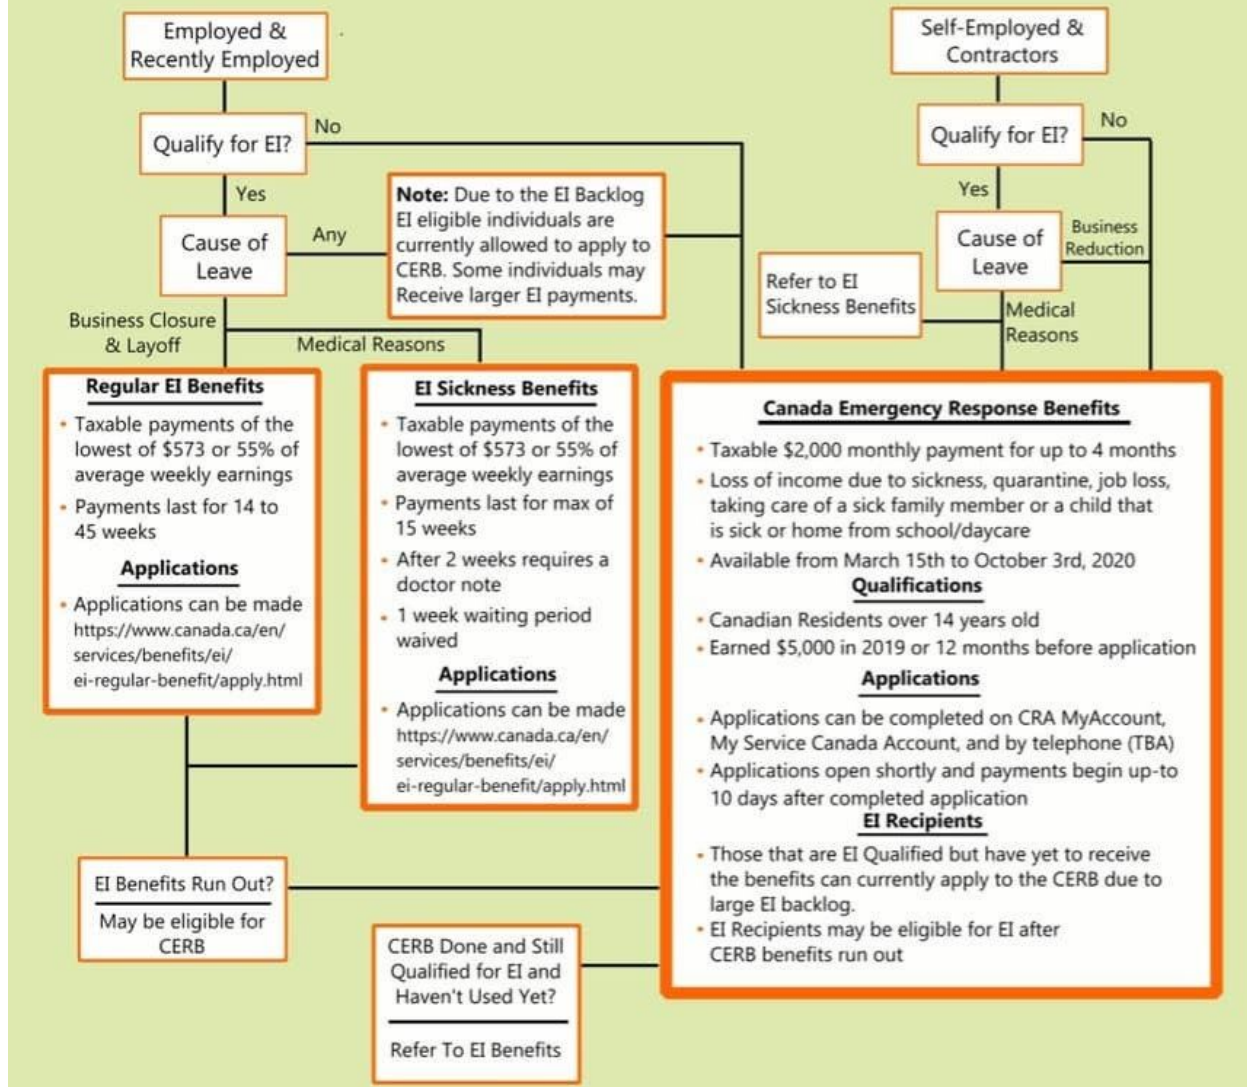 Employed &
Recently Employed
Qualify for EI?
No
Yes
Cause of
Leave
Any
Note: Due to the EI Backlog
EI eligible individuals are
currently allowed to apply to
CERB. Some individuals may
Receive larger EI payments.
Business Closure
& Layoff
Medical Reasons
Self-Employed &
Contractors
Qualify for EI?
No
Yes
Cause of
Leave
Business
Reduction
Refer to EI
Sickness Benefits
Medical
Reasons
Regular EI Benefits
• Taxable payments of the
lowest of $573 or 55% of
average weekly earnings
• Payments last for 14 to
45 weeks
Applications
• Applications can be made
https://www.canada.ca/en/
services/benefits/ei/
ei-regular-benefit/apply.html
EI Sickness Benefits
• Taxable payments of the
lowest of $573 or 55% of
average weekly earnings
• Payments last for max of
15 weeks
• After 2 weeks requires a
doctor note
• 1 week waiting period
waived
Applications
• Applications can be made
https://www.canada.ca/en/
services/benefits/ei/
ei-regular-benefit/apply.html
Canada Emergency Response Benefits
• Taxable $2,000 monthly payment for up to 4 months
• Loss of income due to sickness, quarantine, job loss,
taking care of a sick family member or a child that
is sick or home from school/daycare
• Available from March 15th to October 3rd, 2020
Qualifications
• Canadian Residents over 14 years old
• Earned $5,000 in 2019 or 12 months before application
Applications
• Applications can be completed on CRA MyAccount,
My Service Canada Account, and by telephone (TBA)
• Applications open shortly and payments begin up-to
10 days after completed application
EI Recipients
• Those that are EI Qualified but have yet to receive
the benefits can currently apply to the CERB due to
large EI backlog.
• EI Recipients may be eligible for EI after
CERB benefits run out
EI Benefits Run Out?
May be eligible for
CERB
CERB Done and Still
Qualified for EI and
Haven't Used Yet?
Refer To EI Benefits